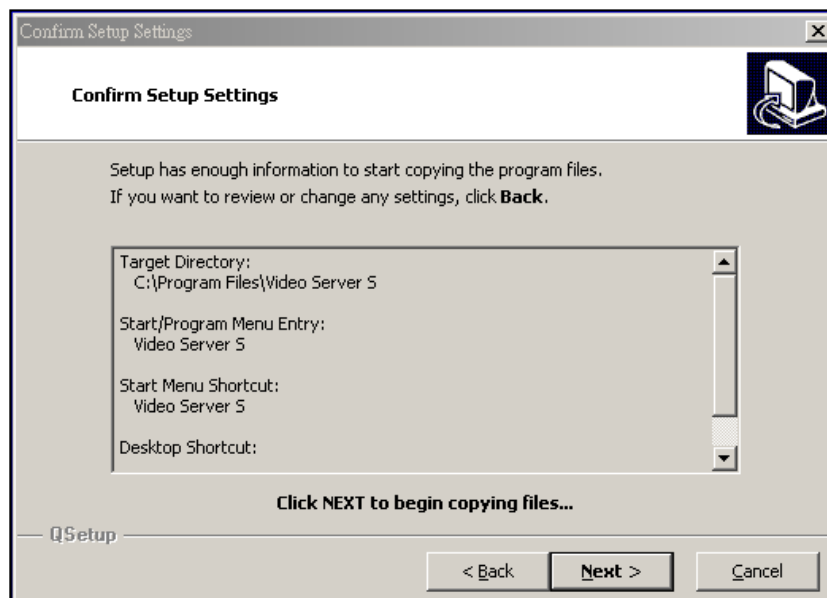 Confirm Setup Settings
Confirm Setup Settings
Setup has enough information to start copying the program files.
If you want to review or change any settings, click Back.
Target Directory:
C:\Program Files\Video Server S
Start/Program Menu Entry:
Video Server S
Start Menu Shortcut:
Video Server S
Desktop Shortcut:
Click NEXT to begin copying files...
QSetup
< Back
Next >
Cancel